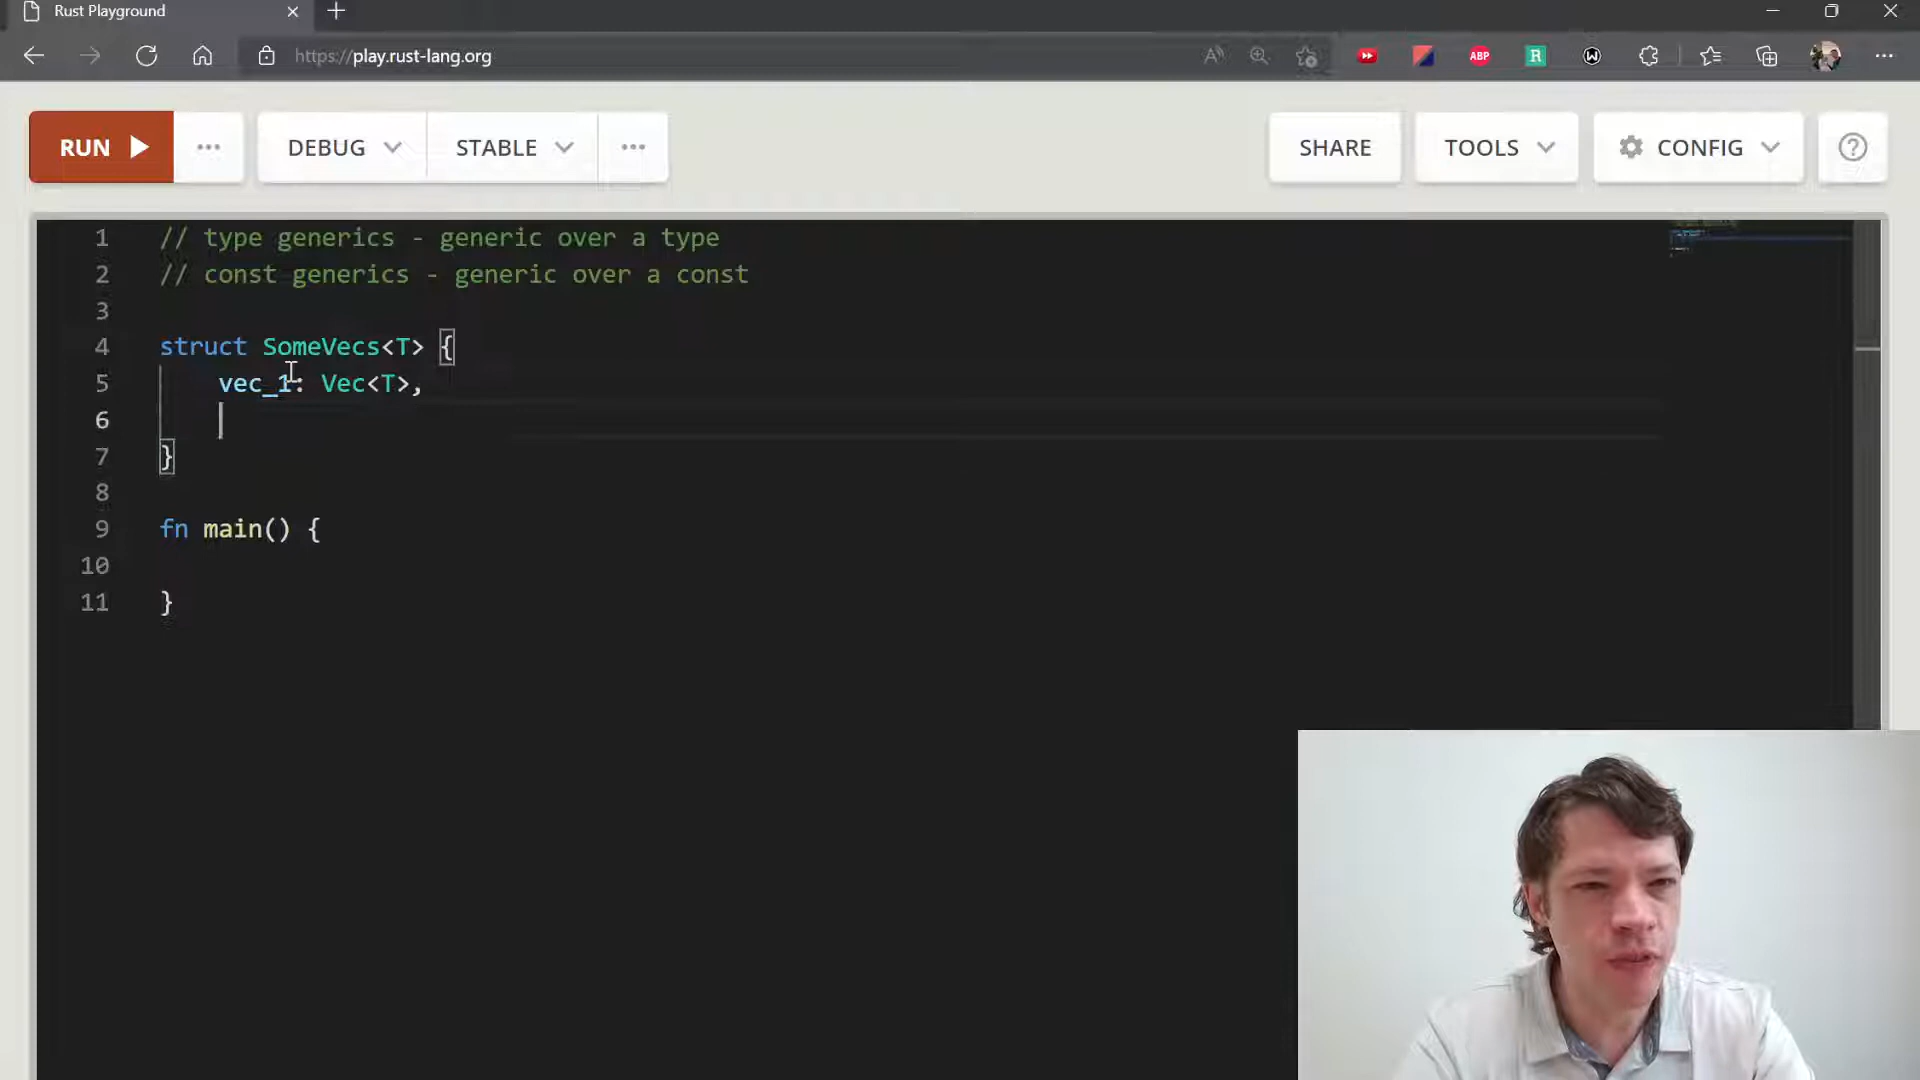 Rust Playground
https://play.rust-lang.org
ABP
R
W
RUN
DEBUG
STABLE
SHARE
TOOLS
CONFIG
1 // type generics - generic over a type
2 // const generics - generic over a const
3
4 struct SomeVecs<T> {
5 vec_1: Vec<T>,
6
7 }
8
9 fn main() {
10
11 }